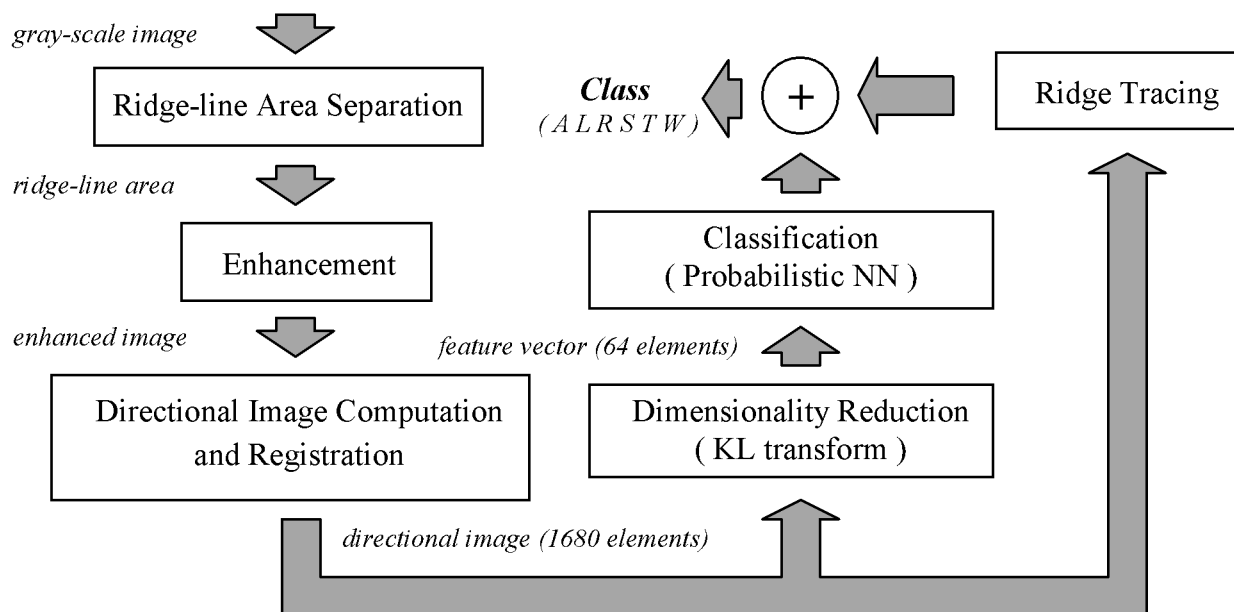 gray-scale image
Ridge-line Area Separation
ridge-line area
Enhancement
enhanced image
Directional Image Computation
and Registration
directional image (1680 elements)
Dimensionality Reduction
( KL transform )
feature vector (64 elements)
Classification
( Probabilistic NN )
Ridge Tracing
+
Class
( A L R S T W )